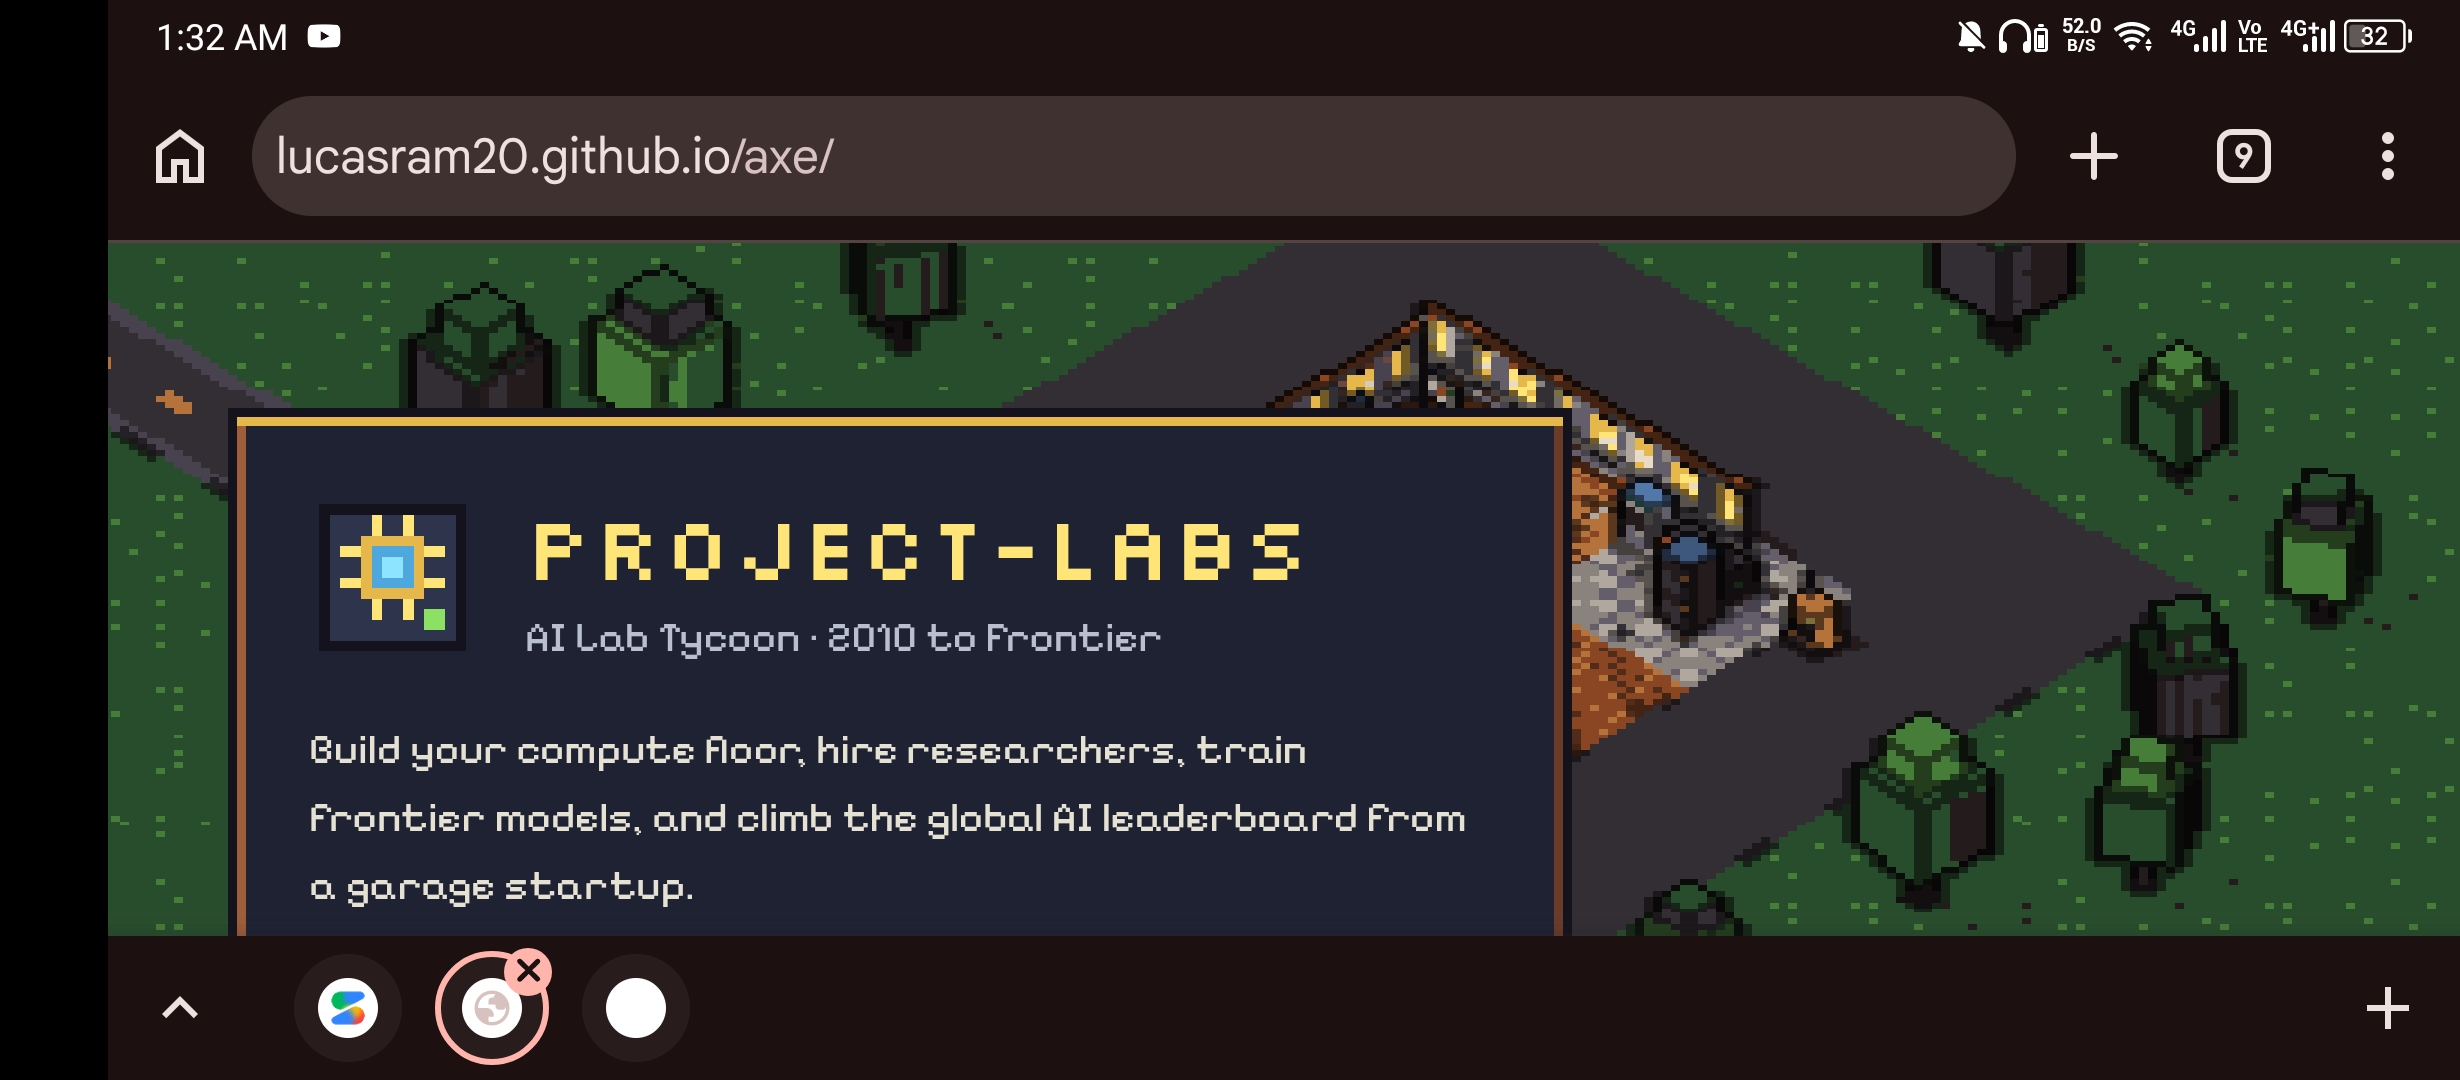 1:32 AM
52.0 B/S
4G
Vo LTE
4G+
32
lucasram20.github.io/axe/
9
PROJECT-LABS
AI Lab Tycoon · 2010 to Frontier
Build your compute floor, hire researchers, train
frontier models, and climb the global AI leaderboard from
a garage startup.